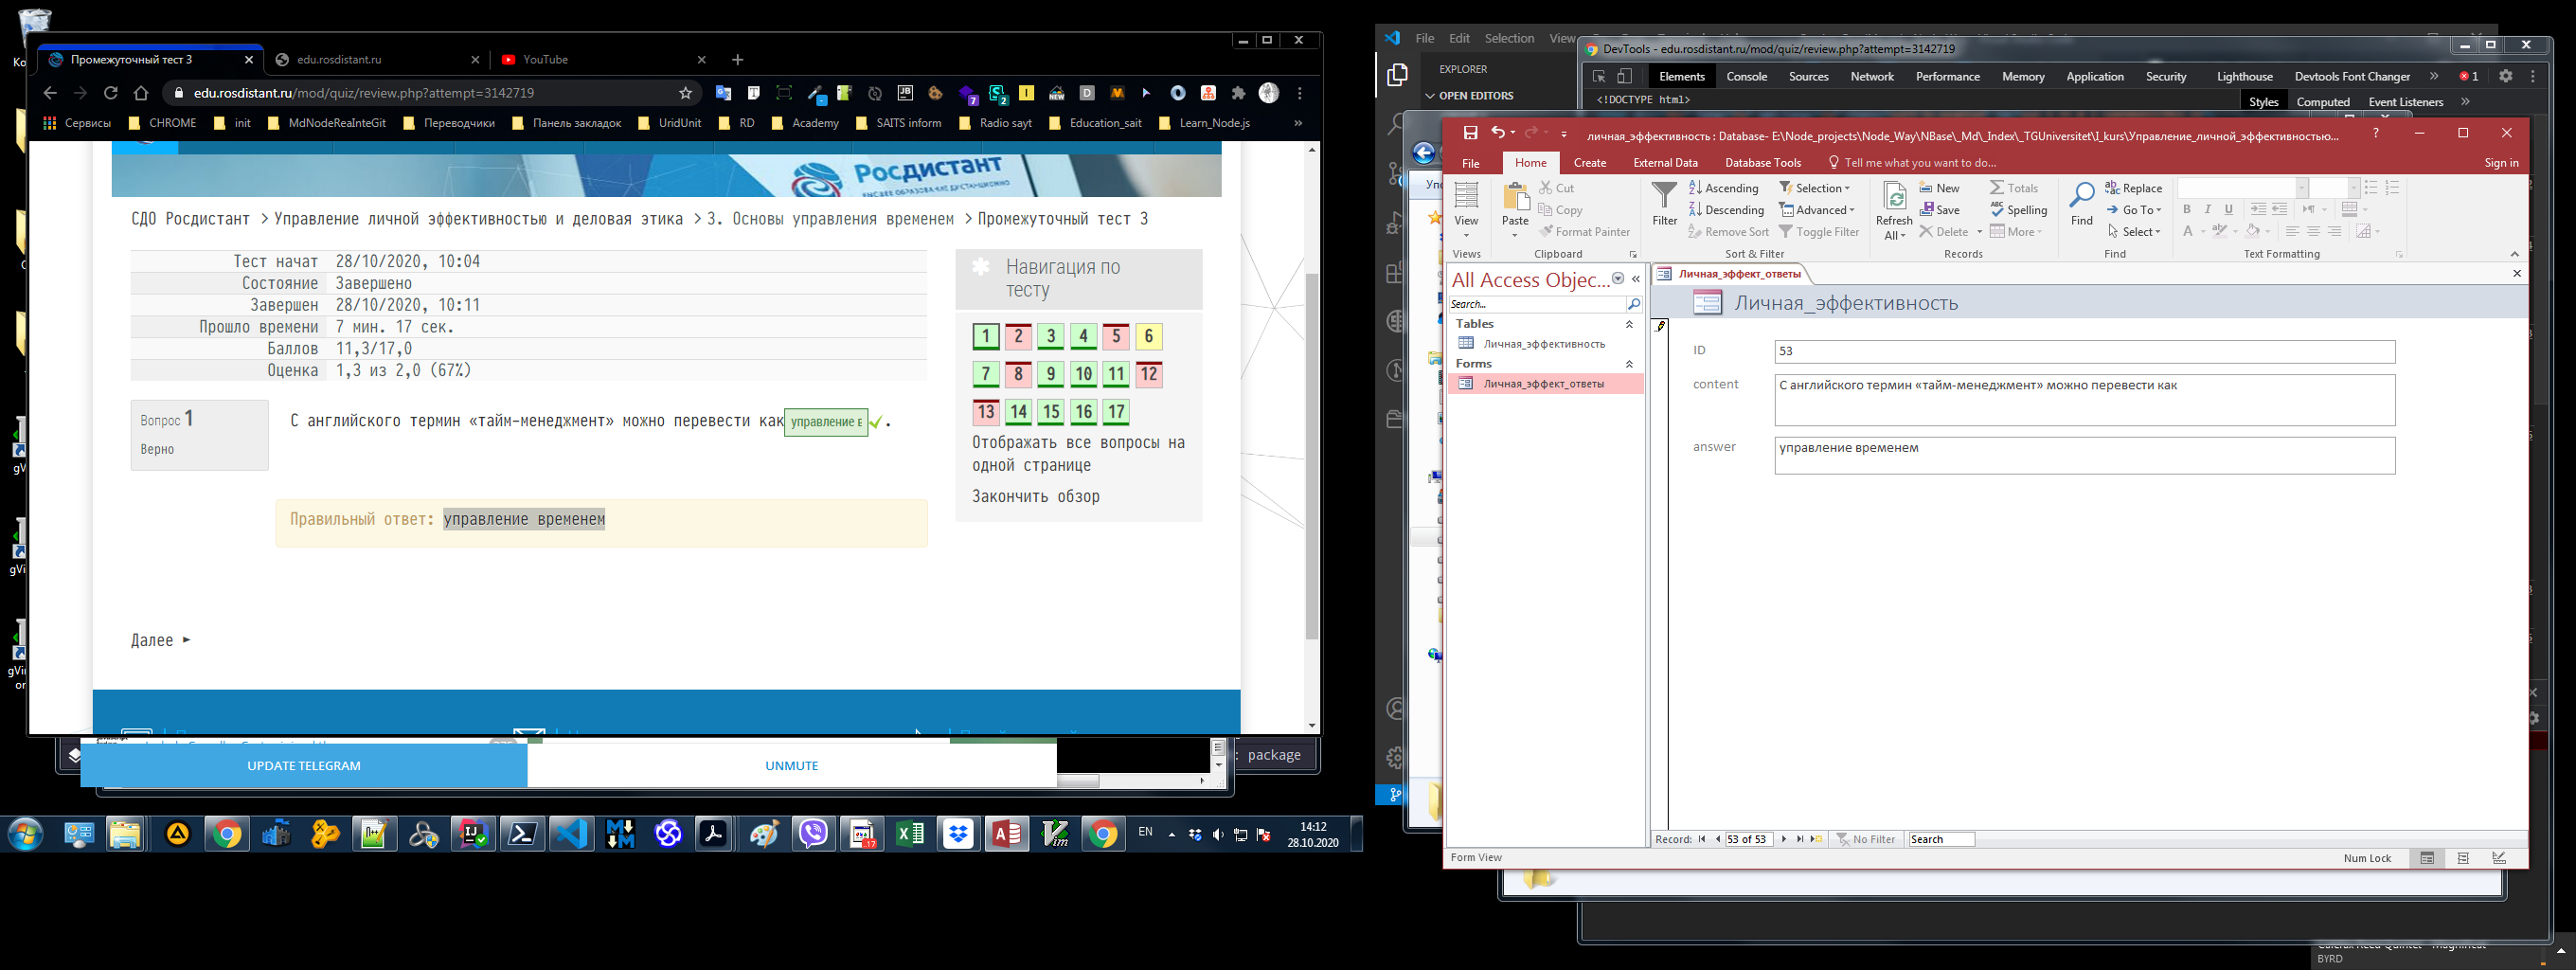 Промежуточный тест 3
edu.rosdistant.ru
YouTube
edu.rosdistant.ru/mod/quiz/review.php?attempt=3142719
Сервисы
CHROME
init
MdNodeReaInteGit
Переводчики
Панель закладок
UridUnit
RD
Academy
SAITS inform
Radio sayt
Education_sait
Learn_Node.js
Росдистант
ВЫСШЕЕ ОБРАЗОВАНИЕ ДИСТАНЦИОННО
СДО Росдистант > Управление личной эффективностью и деловая этика > 3. Основы управления временем > Промежуточный тест 3
Тест начат 28/10/2020, 10:04
Состояние Завершено
Завершен 28/10/2020, 10:11
Прошло времени 7 мин. 17 сек.
Баллов 11,3/17,0
Оценка 1,3 из 2,0 (67%)
Навигация по
тесту
1 2 3 4 5 6
7 8 9 10 11 12
13 14 15 16 17
Отображать все вопросы на
одной странице
Закончить обзор
Вопрос 1
Верно
С английского термин «тайм-менеджмент» можно перевести как управление в .
Правильный ответ: управление временем
Далее ►
UPDATE TELEGRAM
UNMUTE
: package
EN
14:12
28.10.2020
File Edit Selection View
EXPLORER
OPEN EDITORS
DevTools - edu.rosdistant.ru/mod/quiz/review.php?attempt=3142719
Elements Console Sources Network Performance Memory Application Security Lighthouse Devtools Font Changer » 1
<!DOCTYPE html>
Styles Computed Event Listeners »
личная_эффективность : Database- E:\Node_projects\Node_Way\NBase\_Md\_Index\_TGUniversitet\I_kurs\Управление_личной_эффективностью...
File Home Create External Data Database Tools Tell me what you want to do...
Sign in
View
Views
Paste
Cut
Copy
Format Painter
Clipboard
Filter
Ascending
Descending
Remove Sort
Selection
Advanced
Toggle Filter
Sort & Filter
Refresh
All
New
Save
Delete
Totals
Spelling
More
Records
Find
Replace
Go To
Select
Find
B I U
A
Text Formatting
All Access Objec...
Search...
Tables
Личная_эффективность
Forms
Личная_эффект_ответы
Личная_эффект_ответы
Личная_эффективность
ID 53
content С английского термин «тайм-менеджмент» можно перевести как
answer управление временем
Record: 53 of 53 No Filter Search
Form View
Num Lock
BYRD